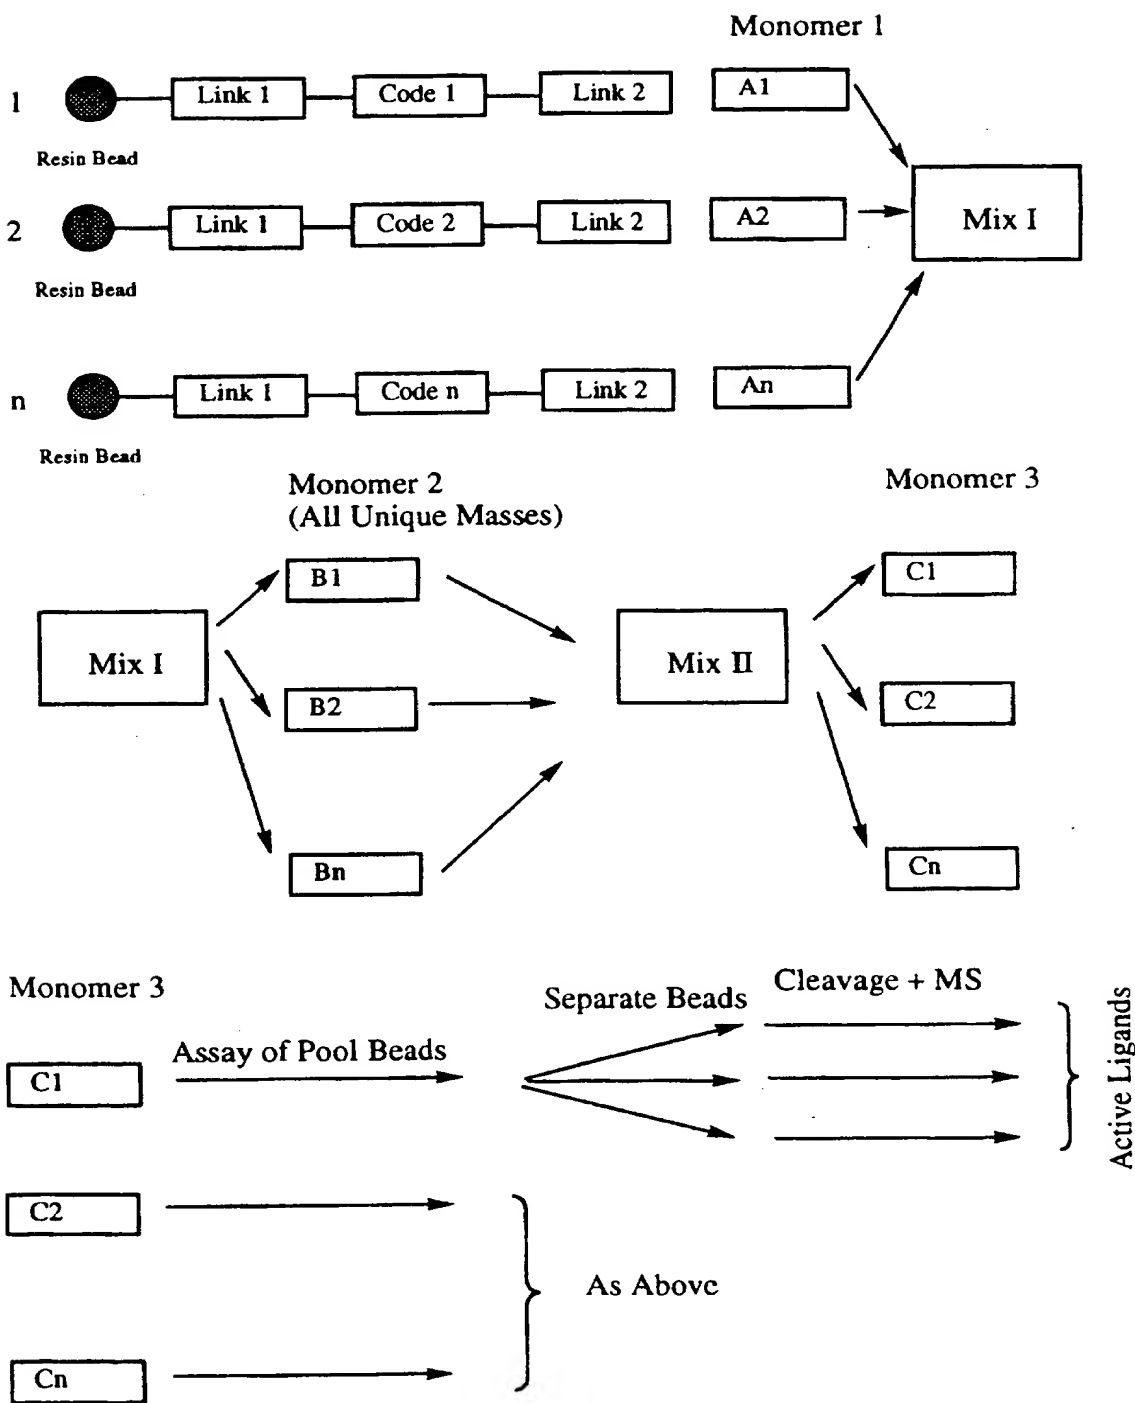 Monomer 1
1 Link 1 Code 1 Link 2 A1
Resin Bead
2 Link 1 Code 2 Link 2 A2 Mix I
Resin Bead
n Link 1 Code n Link 2 An
Resin Bead
Monomer 2
(All Unique Masses)
Monomer 3
B1 C1
Mix I Mix II
B2 C2
Bn Cn
Monomer 3
Separate Beads Cleavage + MS
Assay of Pool Beads
C1
Active Ligands
C2
As Above
Cn